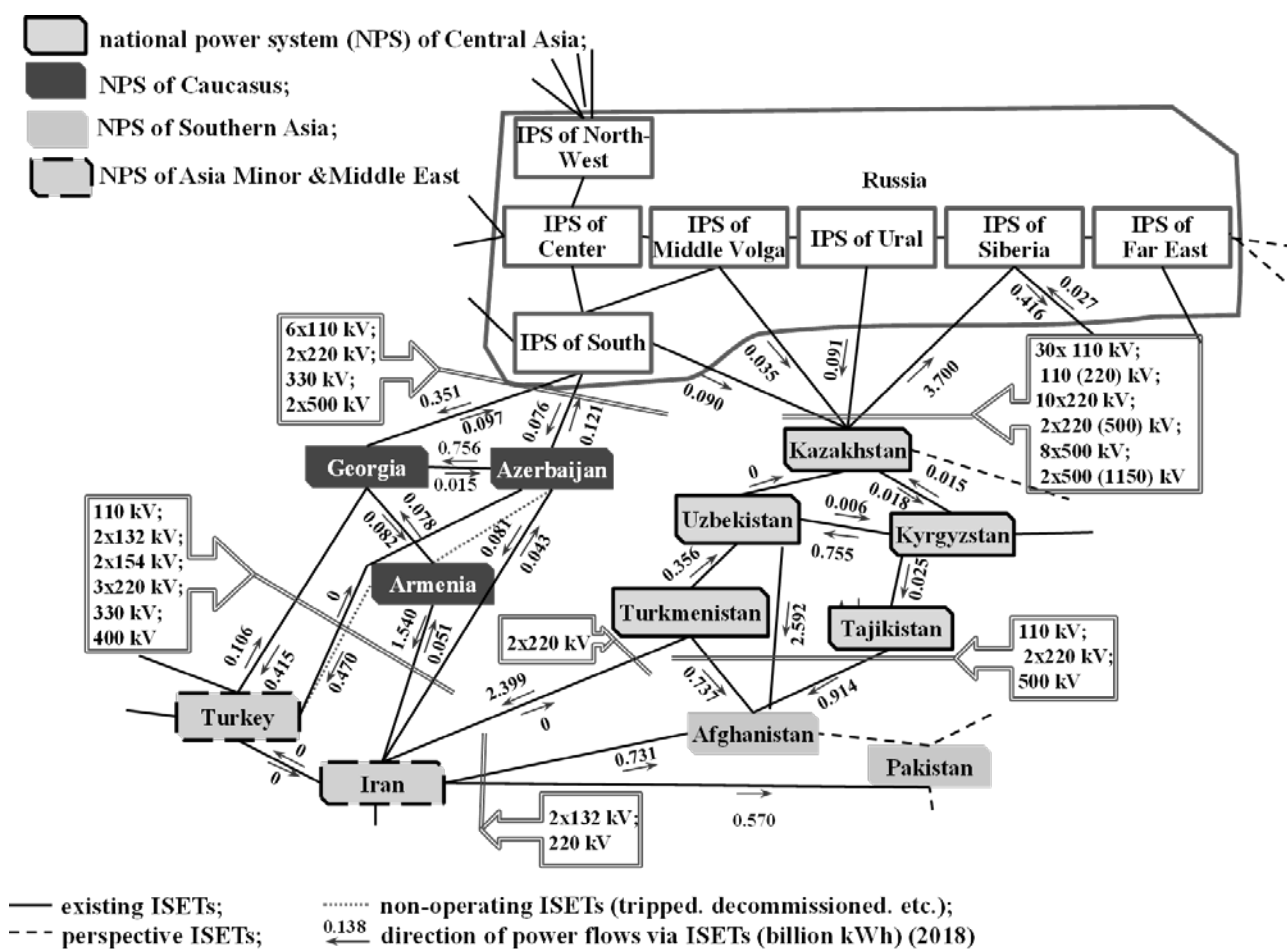 national power system (NPS) of Central Asia;
NPS of Caucasus;
NPS of Southern Asia;
NPS of Asia Minor &Middle East
IPS of North-
West
Russia
IPS of
Center
IPS of
Middle Volga
IPS of Ural
IPS of
Siberia
IPS of
Far East
0.416
0.027
6x110 kV;
2x220 kV;
330 kV;
2x500 kV
IPS of South
0.035
0.091
3.700
30x 110 kV;
110 (220) kV;
10x220 kV;
2x220 (500) kV;
8x500 kV;
2x500 (1150) kV
0.351
0.097
0.076
0.121
0.090
Georgia
0.756
0.015
Azerbaijan
Kazakhstan
0
0.018
0.015
110 kV;
2x132 kV;
2x154 kV;
3x220 kV;
330 kV;
400 kV
0.082
0.078
0.081
0.043
Uzbekistan
0.006
0.755
Kyrgyzstan
Armenia
0
0.356
0.025
0.106
0.415
0.470
1.540
0.051
2x220 kV
Turkmenistan
2.592
Tajikistan
110 kV;
2x220 kV;
500 kV
2.399
0
0.737
0.914
Turkey
Afghanistan
0
0
Iran
0.731
Pakistan
0.570
2x132 kV;
220 kV
existing ISETs;
non-operating ISETs (tripped. decommissioned. etc.);
perspective ISETs;
0.138
direction of power flows via ISETs (billion kWh) (2018)